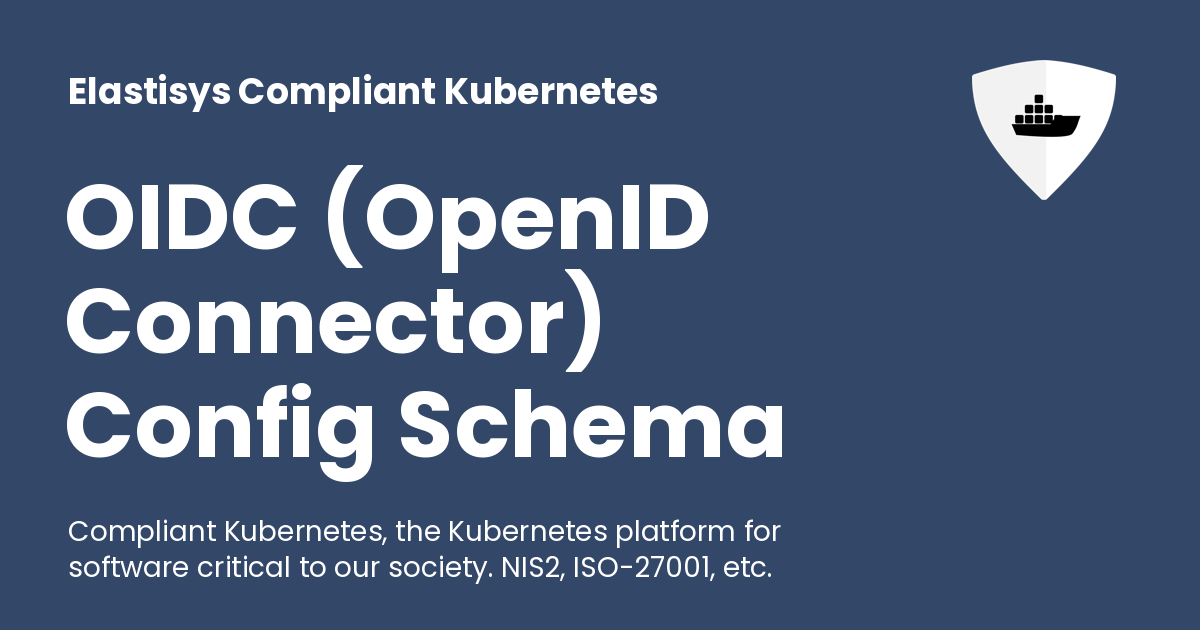 Elastisys Compliant Kubernetes
OIDC (OpenID
Connector)
Config Schema
Compliant Kubernetes, the Kubernetes platform for
software critical to our society. NIS2, ISO-27001, etc.